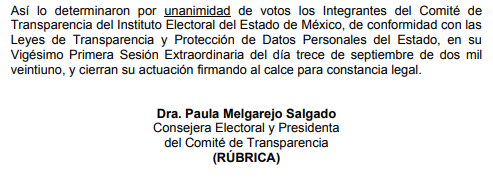 Así lo determinaron por unanimidad de votos los Integrantes del Comité de
Transparencia del Instituto Electoral del Estado de México, de conformidad con las
Leyes de Transparencia y Protección de Datos Personales del Estado, en su
Vigésimo Primera Sesión Extraordinaria del día trece de septiembre de dos mil
veintiuno, y cierran su actuación firmando al calce para constancia legal.
Dra. Paula Melgarejo Salgado
Consejera Electoral y Presidenta
del Comité de Transparencia
(RÚBRICA)